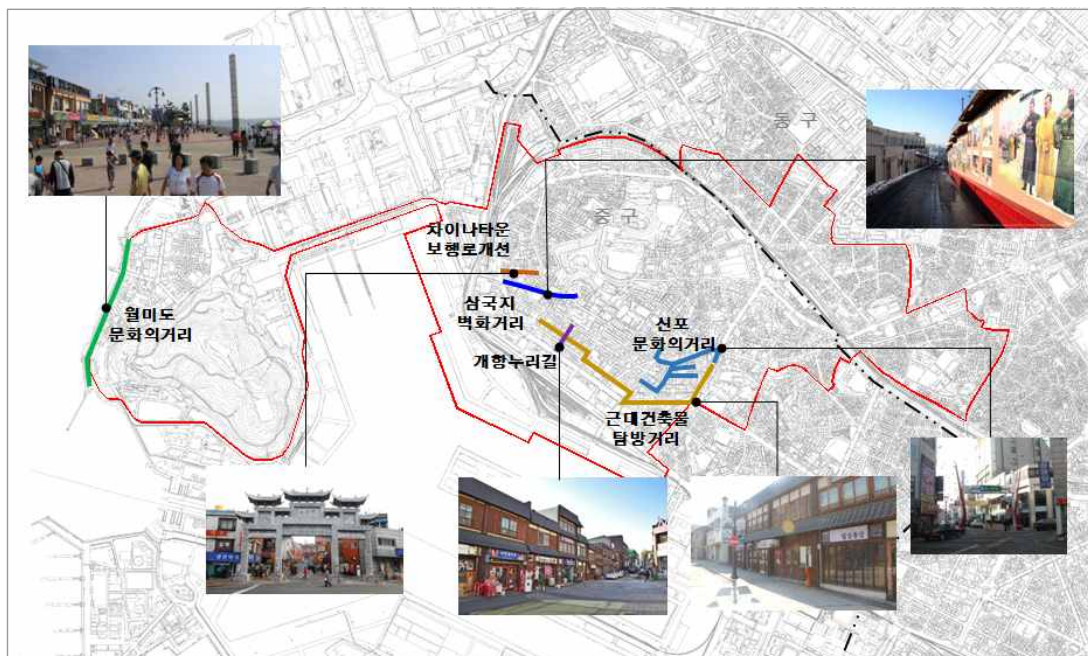 동구
중구
차이나타운
보행로개선
삼국지
벽화거리
월미도
문화의거리
신포
문화의거리
개항누리길
근대건축물
탐방거리